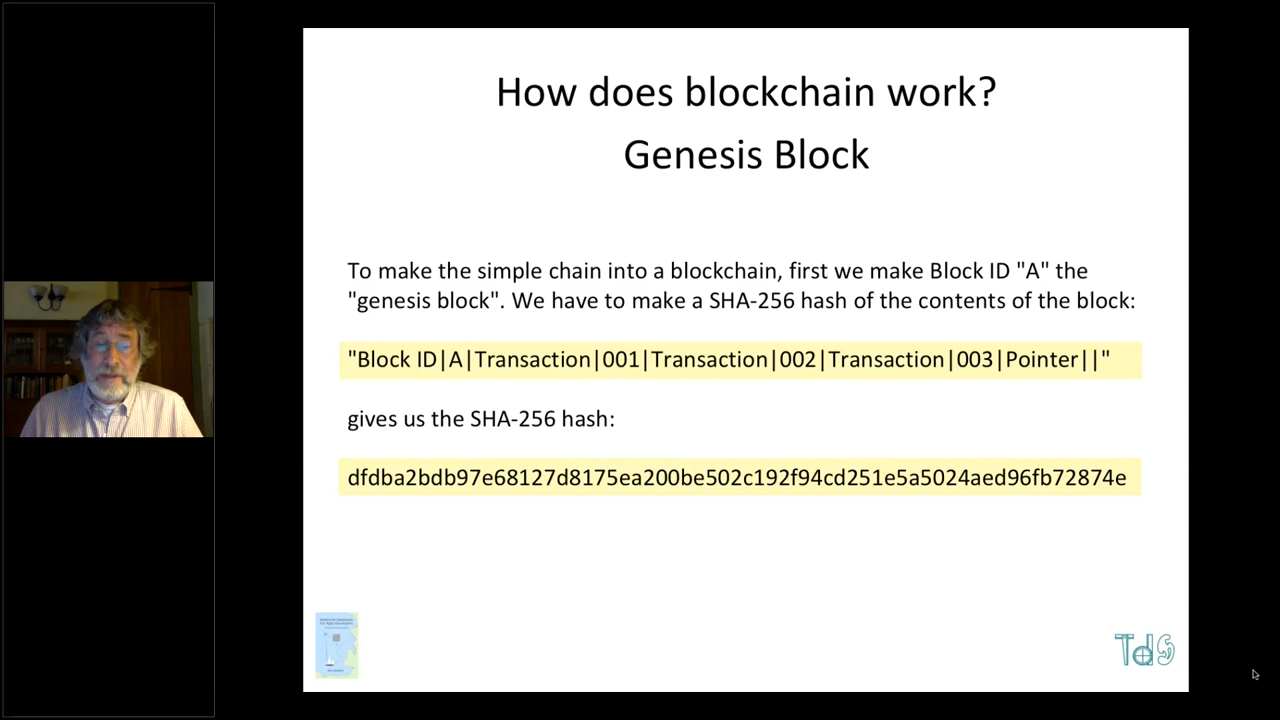 How does blockchain work?
Genesis Block
To make the simple chain into a blockchain, first we make Block ID "A" the
"genesis block". We have to make a SHA-256 hash of the contents of the block:
"Block ID|A|Transaction|001|Transaction|002|Transaction|003|Pointer||"
gives us the SHA-256 hash:
dfdba2bdb97e68127d8175ea200be502c192f94cd251e5a5024aed96fb72874e
Tds